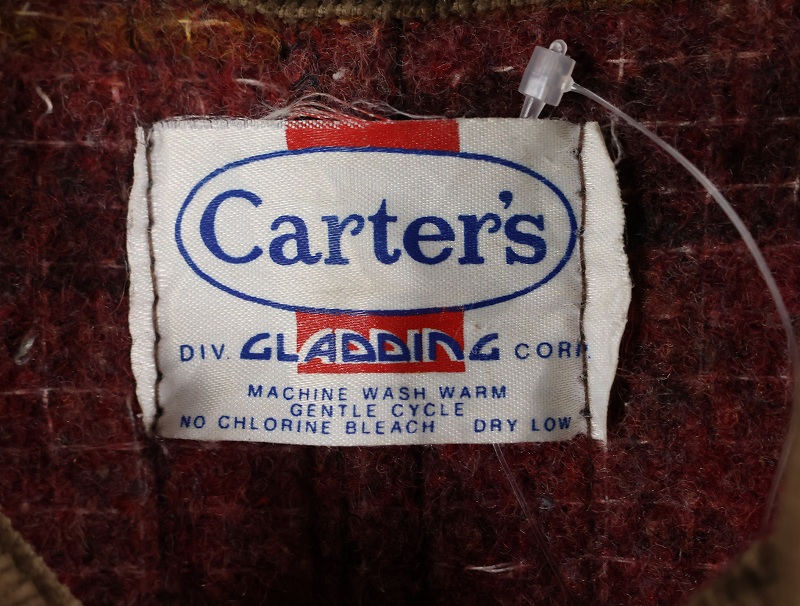 Carter's
DIV. GLADDING CORP.
MACHINE WASH WARM
GENTLE CYCLE
NO CHLORINE BLEACH DRY LOW